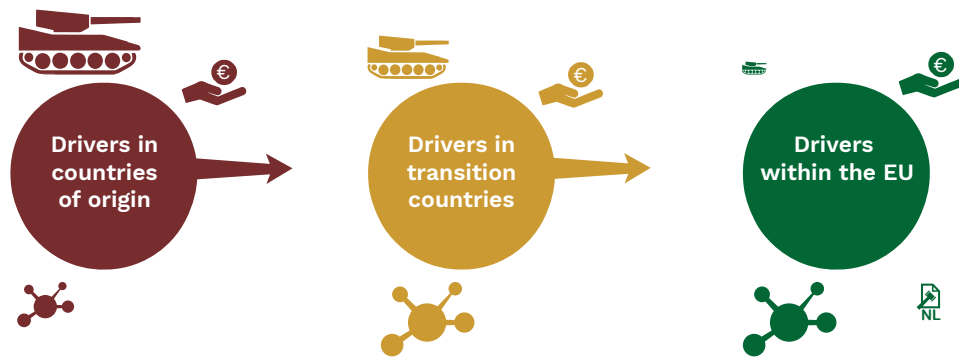 €
€
€
Drivers in
countries
of origin
Drivers in
transition
countries
Drivers
within the EU
NL